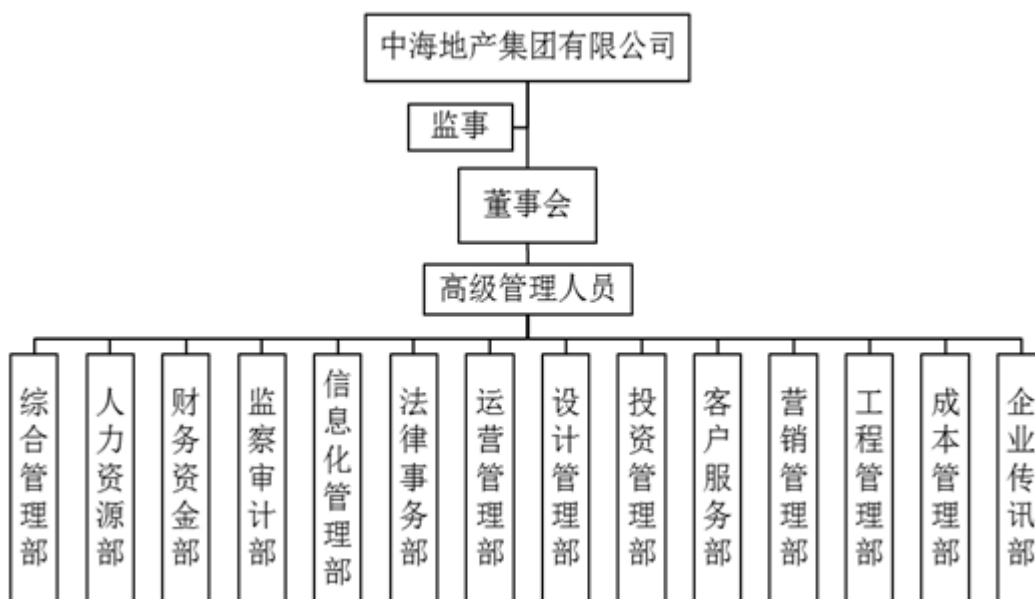 中海地产集团有限公司
监事
董事会
高级管理人员
综合管理部
人力资源部
财务资金部
监察审计部
信息化管理部
法律事务部
运营管理部
设计管理部
投资管理部
客户服务部
营销管理部
工程管理部
成本管理部
企业传讯部